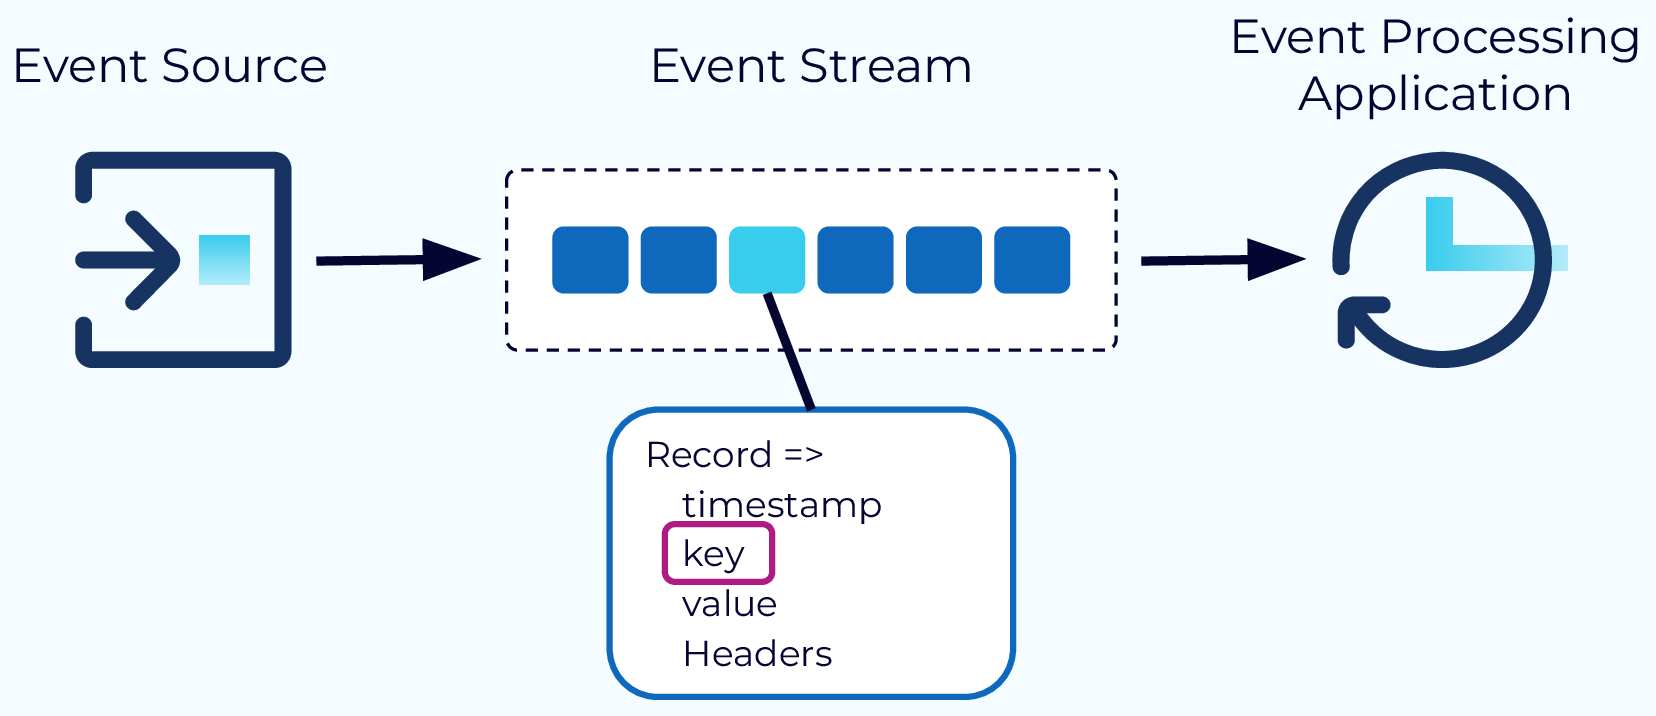 Event Source
Event Stream
Event Processing
Application
Record =>
timestamp
key
value
Headers